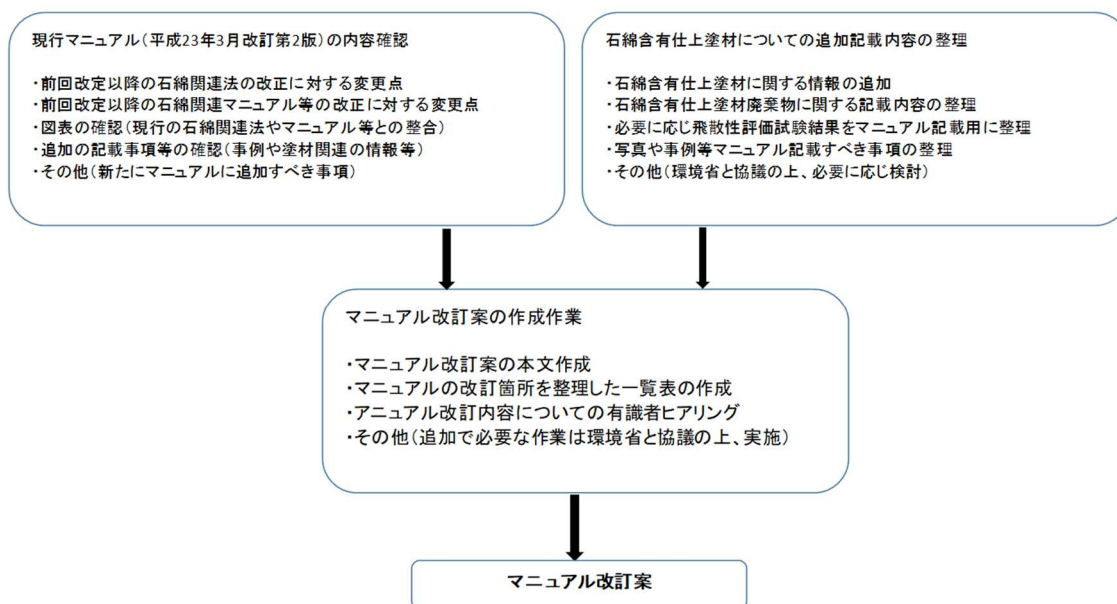 現行マニュアル(平成23年3月改訂第2版)の内容確認
・前回改定以降の石綿関連法の改正に対する変更点
・前回改定以降の石綿関連マニュアル等の改正に対する変更点
・図表の確認(現行の石綿関連法やマニュアル等との整合)
・追加の記載事項等の確認(事例や塗材関連の情報等)
・その他(新たにマニュアルに追加すべき事項)
石綿含有仕上塗材についての追加記載内容の整理
・石綿含有仕上塗材に関する情報の追加
・石綿含有仕上塗材廃棄物に関する記載内容の整理
・必要に応じ飛散性評価試験結果をマニュアル記載用に整理
・写真や事例等マニュアル記載すべき事項の整理
・その他(環境省と協議の上、必要に応じ検討)
マニュアル改訂案の作成作業
・マニュアル改訂案の本文作成
・マニュアルの改訂箇所を整理した一覧表の作成
・アニュアル改訂内容についての有識者ヒアリング
・その他(追加で必要な作業は環境省と協議の上、実施)
マニュアル改訂案